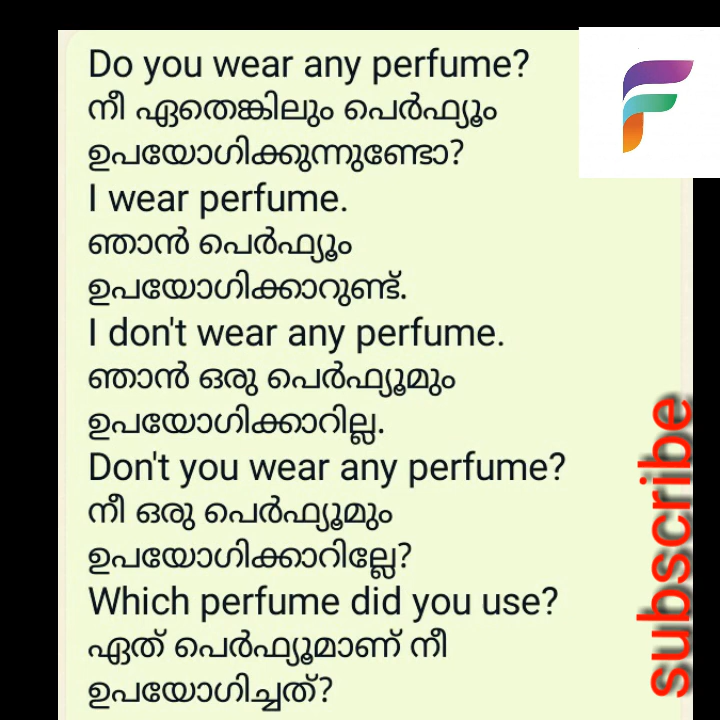 Do you wear any perfume?
നീ ഏതെങ്കിലും പെർഫ്യൂം
ഉപയോഗിക്കുന്നുണ്ടോ?
I wear perfume.
ഞാൻ പെർഫ്യൂം
ഉപയോഗിക്കാറുണ്ട്.
I don't wear any perfume.
ഞാൻ ഒരു പെർഫ്യൂമും
ഉപയോഗിക്കാറില്ല.
Don't you wear any perfume?
നീ ഒരു പെർഫ്യൂമും
ഉപയോഗിക്കാറില്ലേ?
Which perfume did you use?
ഏത് പെർഫ്യൂമാണ് നീ
ഉപയോഗിച്ചത്?
F
subscribe